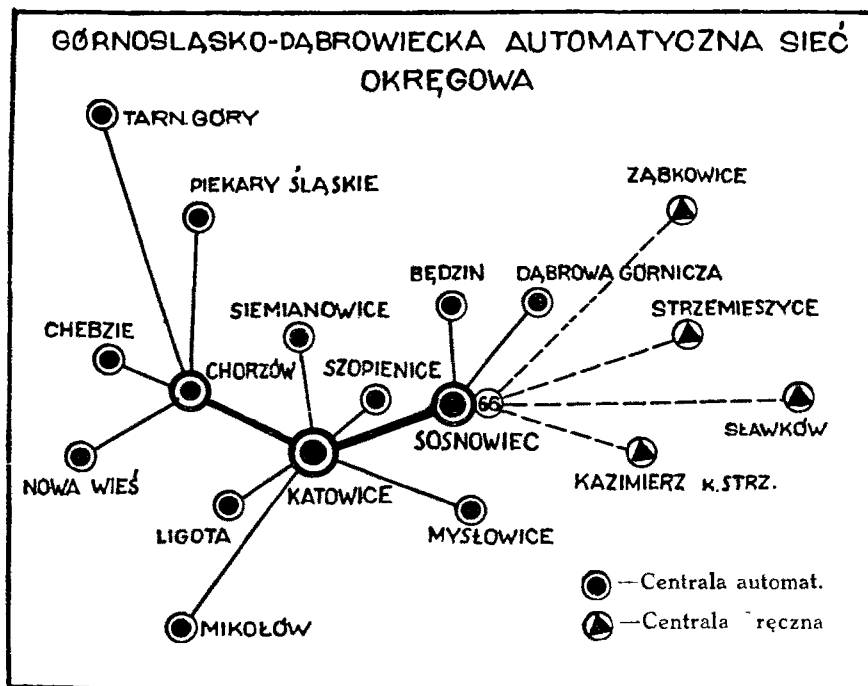 GÓRNOŚLĄSKO-DĄBROWIECKA AUTOMATYCZNA SIEĆ
OKRĘGOWA
TARN. GÓRY
PIEKARY ŚLĄSKIE
ZĄBKOWICE
BĘDZIN
DĄBROWA GÓRNICZA
SIEMIANOWICE
STRZEMIESZYCE
CHEBZIE
CHORZÓW
SZOPIENICE
66
SOSNOWIEC
SŁAWKÓW
NOWA WIEŚ
KATOWICE
KAZIMIERZ K.STRZ.
LIGOTA
MYSŁOWICE
—Centrala automat.
MIKOŁÓW
—Centrala ręczna